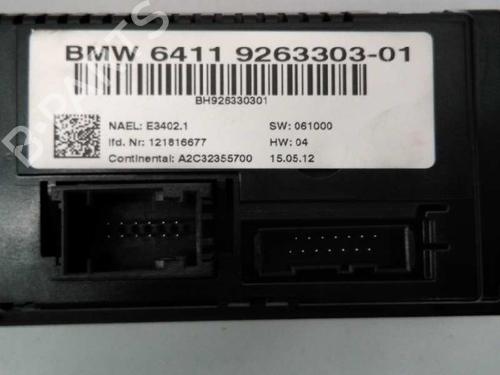 BMW 6411 9263303-01
BH926330301
NAEL: E3402.1 SW: 061000
lfd. Nr: 121816677 HW: 04
Continental: A2C32355700 15.05.12
B-PARTS